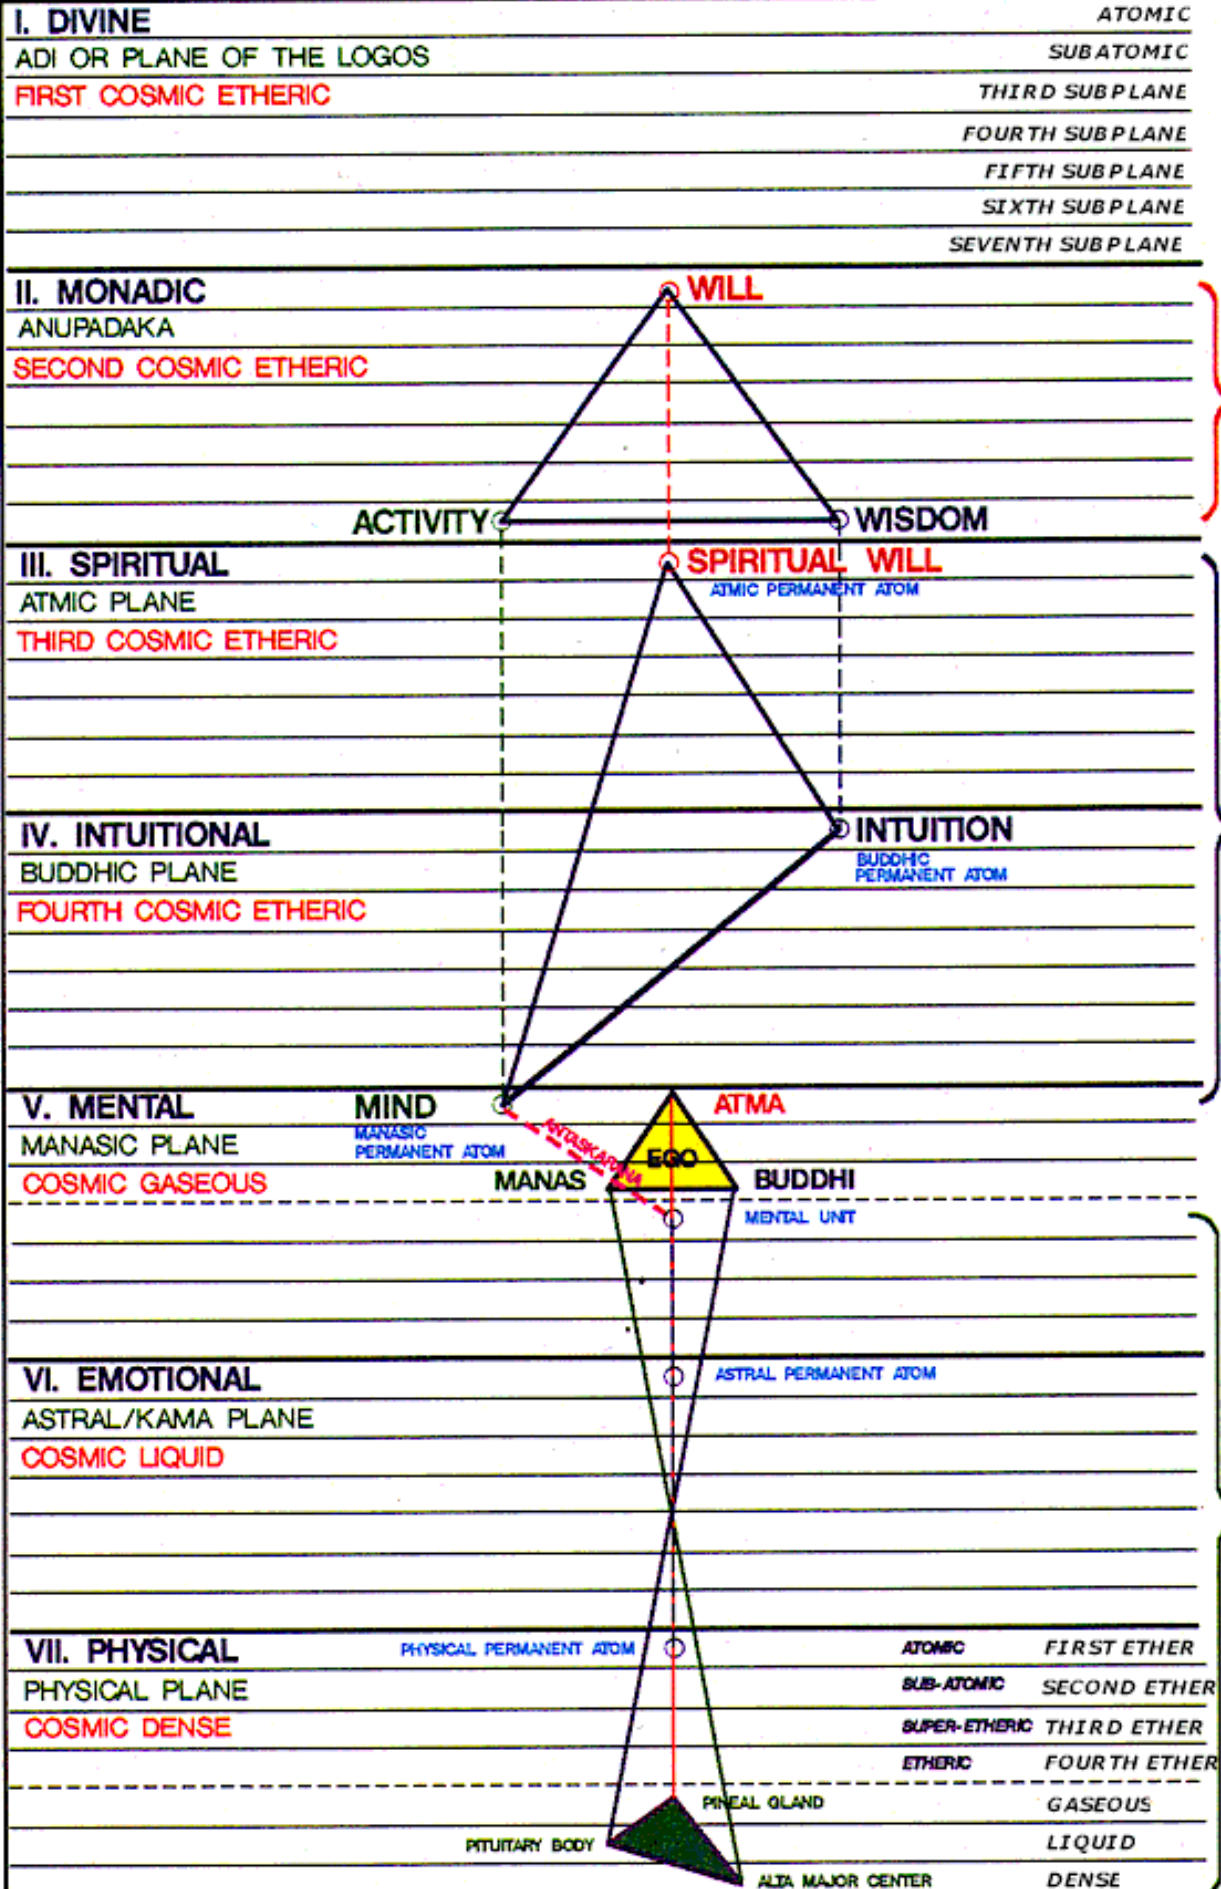 I. DIVINE
ATOMIC
ADI OR PLANE OF THE LOGOS
SUBATOMIC
FIRST COSMIC ETHERIC
THIRD SUBPLANE
FOURTH SUBPLANE
FIFTH SUBPLANE
SIXTH SUBPLANE
SEVENTH SUBPLANE
II. MONADIC
WILL
ANUPADAKA
SECOND COSMIC ETHERIC
ACTIVITY
WISDOM
III. SPIRITUAL
SPIRITUAL WILL
ATMIC PERMANENT ATOM
ATMIC PLANE
THIRD COSMIC ETHERIC
IV. INTUITIONAL
INTUITION
BUDDHIC
PERMANENT ATOM
BUDDHIC PLANE
FOURTH COSMIC ETHERIC
V. MENTAL
MIND
ATMA
MANASIC
PERMANENT ATOM
MANASIC PLANE
ANTASKARANA
EGO
COSMIC GASEOUS
MANAS
BUDDHI
MENTAL UNIT
VI. EMOTIONAL
ASTRAL PERMANENT ATOM
ASTRAL/KAMA PLANE
COSMIC LIQUID
VII. PHYSICAL
PHYSICAL PERMANENT ATOM
ATOMIC FIRST ETHER
PHYSICAL PLANE
SUB-ATOMIC SECOND ETHER
COSMIC DENSE
SUPER-ETHERIC THIRD ETHER
ETHERIC FOURTH ETHER
PINEAL GLAND
GASEOUS
PITUITARY BODY
LIQUID
ALTA MAJOR CENTER
DENSE